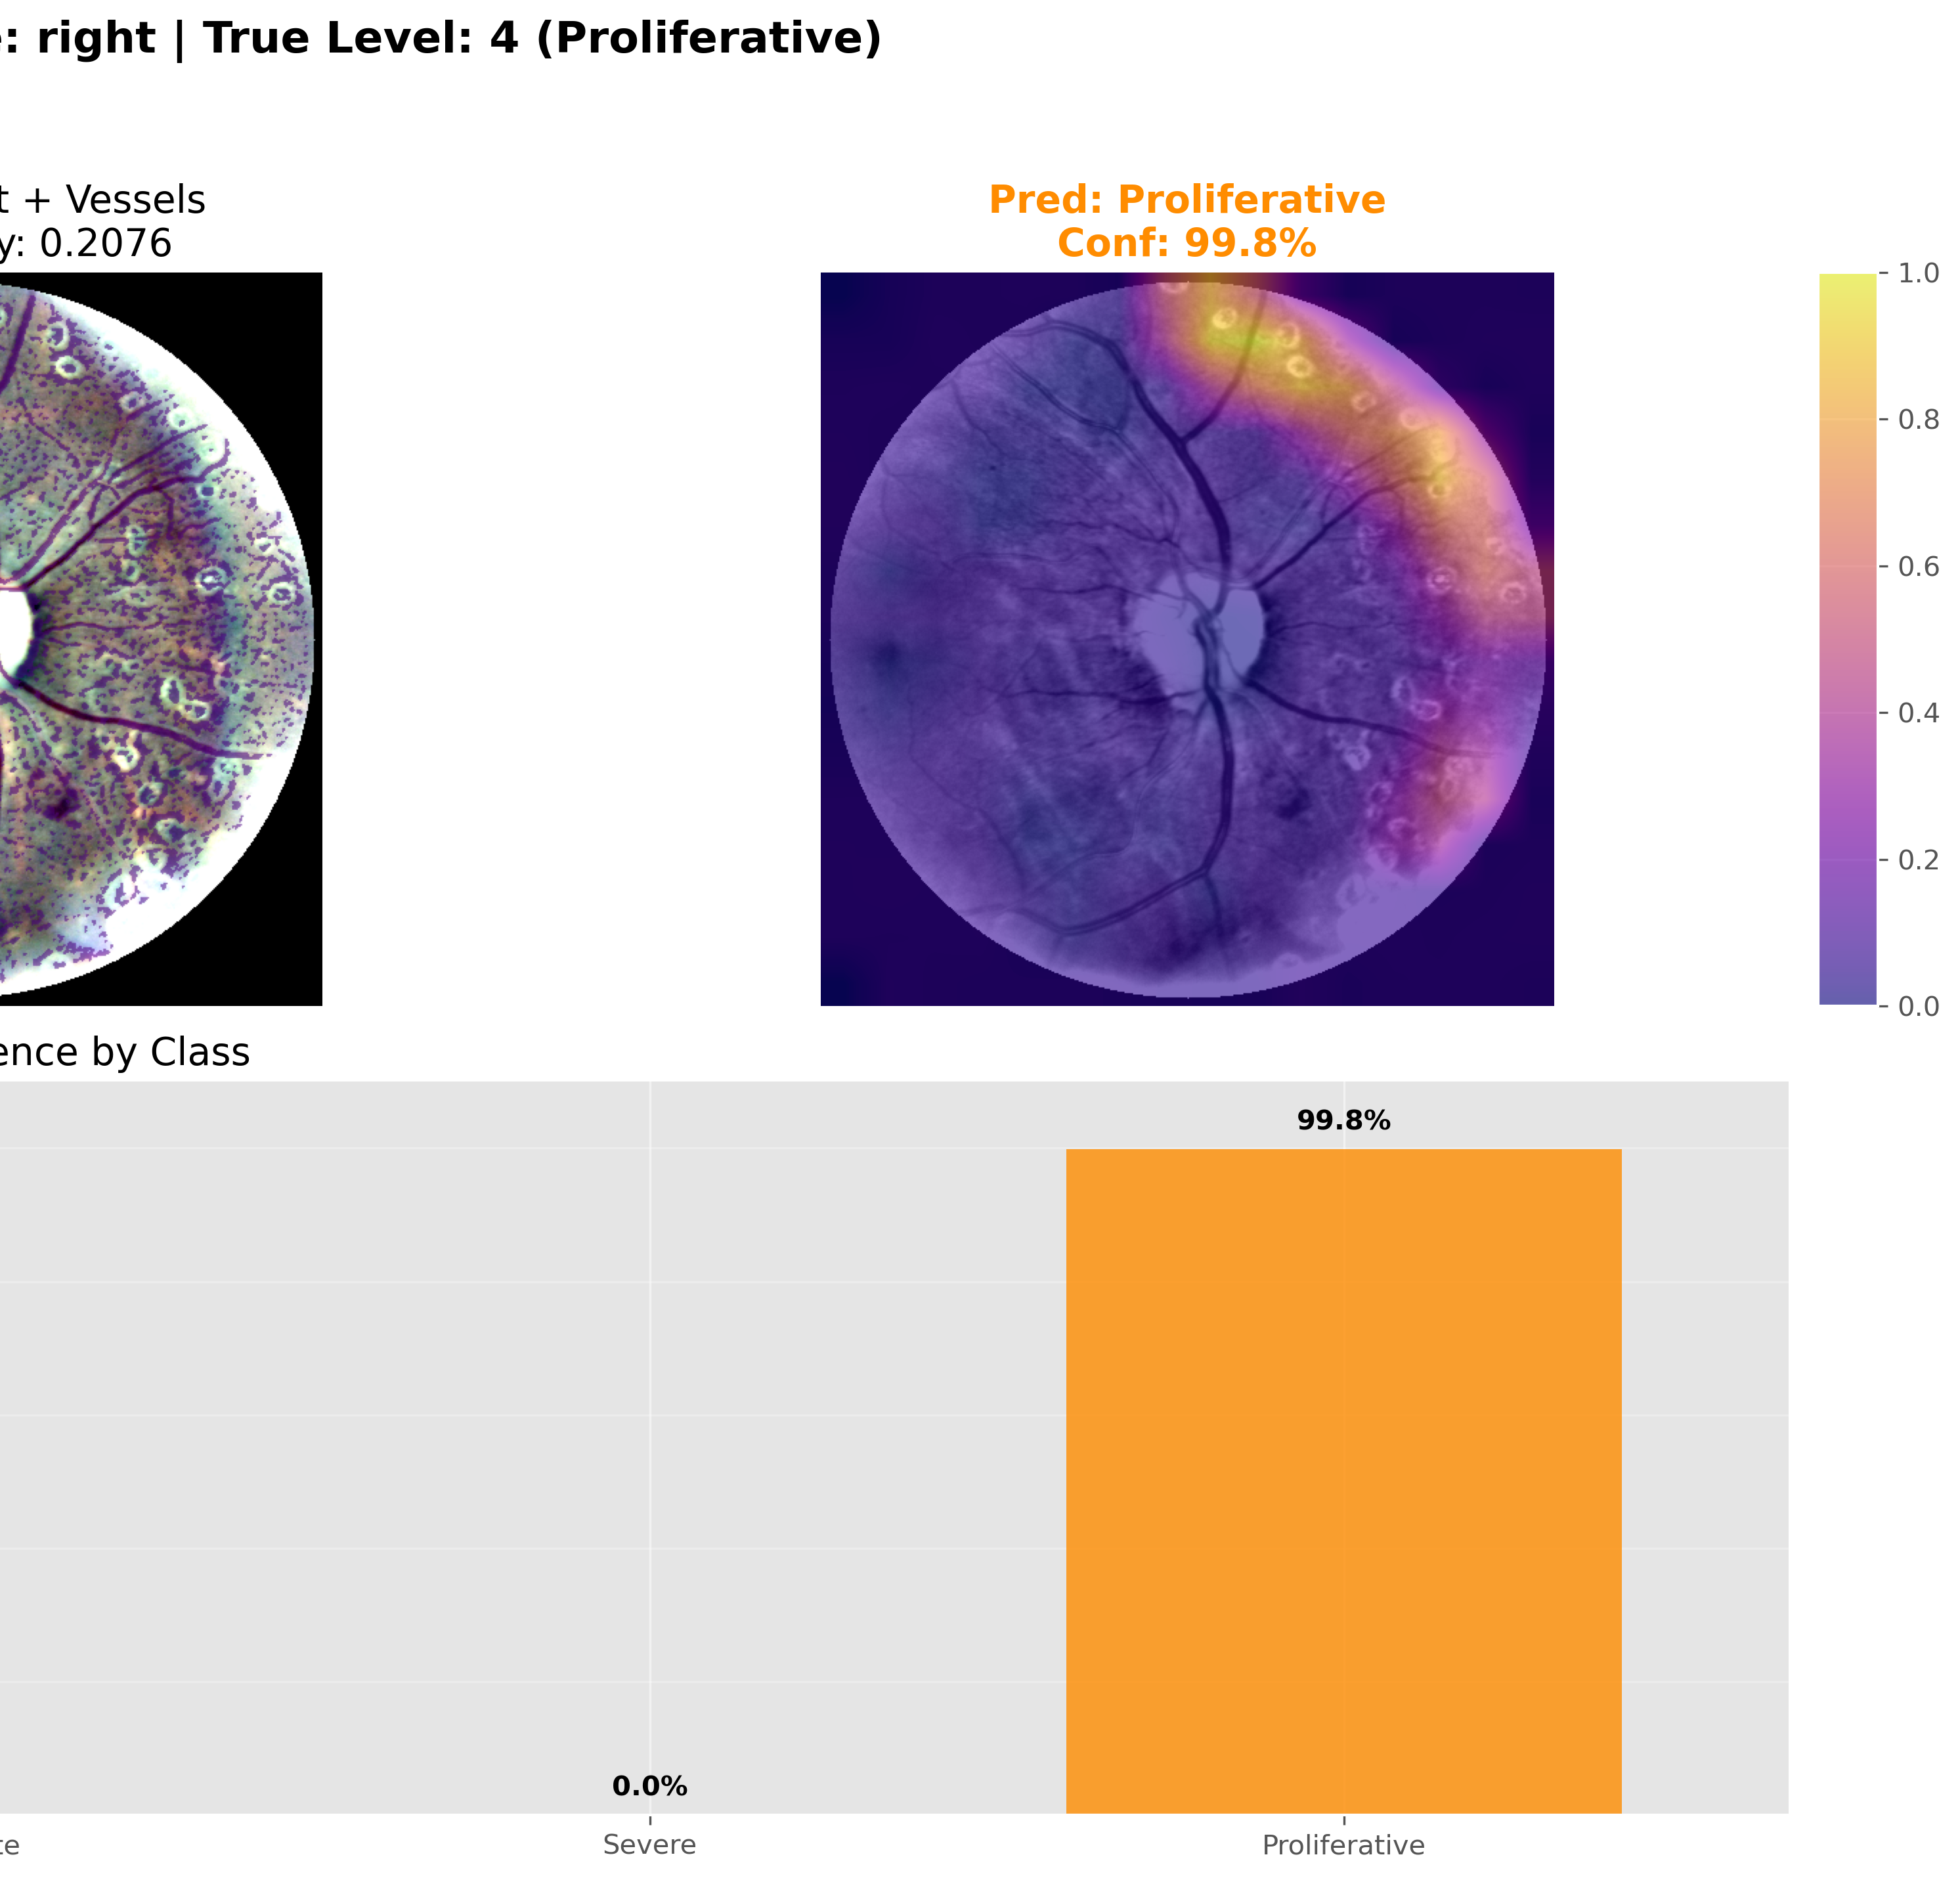 : right | True Level: 4 (Proliferative)
t + Vessels
y: 0.2076
Pred: Proliferative
Conf: 99.8%
1.0
0.8
0.6
0.4
0.2
0.0
ence by Class
99.8%
0.0%
te
Severe
Proliferative